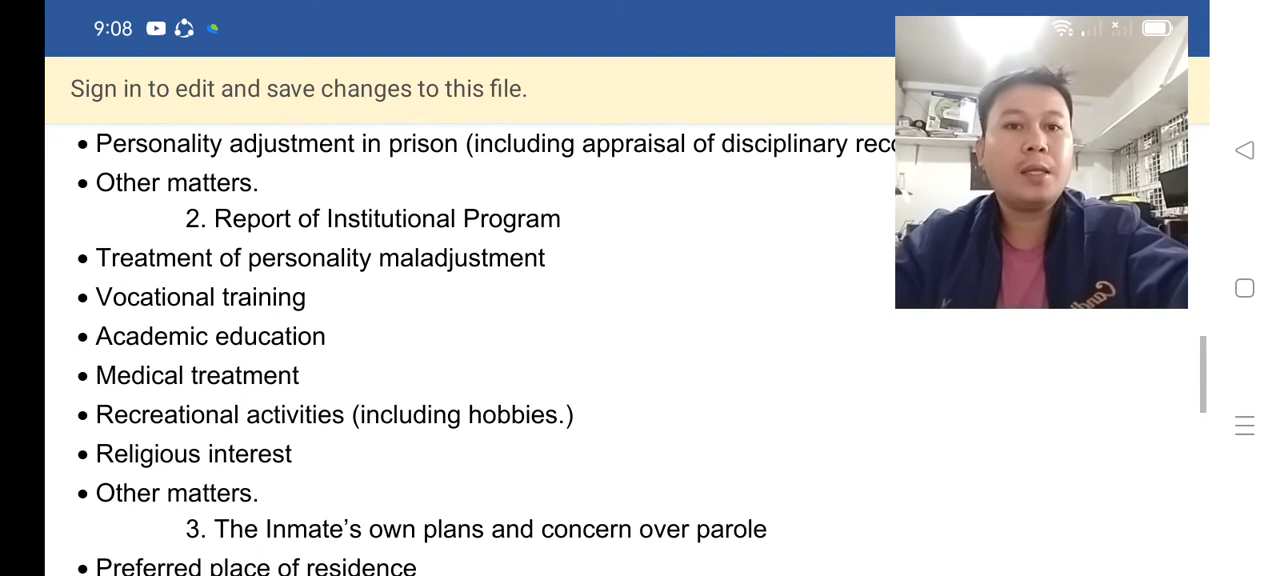 9:08
Sign in to edit and save changes to this file.
• Personality adjustment in prison (including appraisal of disciplinary
• Other matters.
2. Report of Institutional Program
• Treatment of personality maladjustment
• Vocational training
• Academic education
• Medical treatment
• Recreational activities (including hobbies.)
• Religious interest
• Other matters.
3. The Inmate’s own plans and concern over parole
• Preferred place of residence